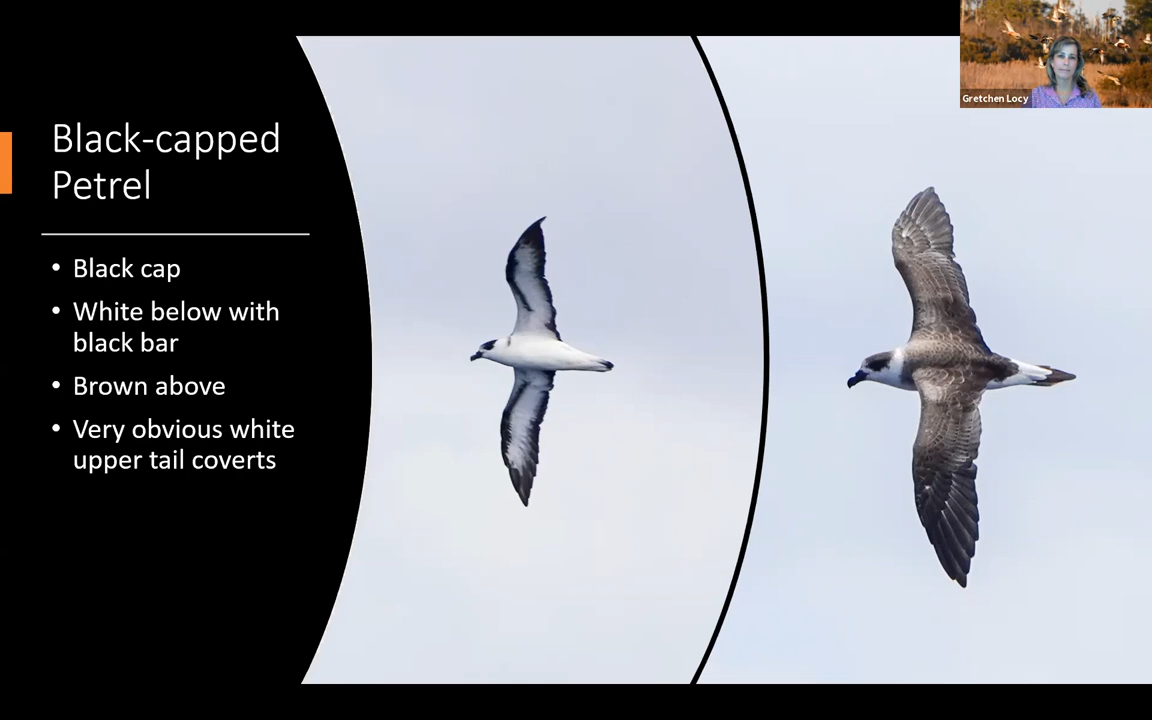 Gretchen Locy
Black-capped
Petrel
• Black cap
• White below with
black bar
• Brown above
• Very obvious white
upper tail coverts